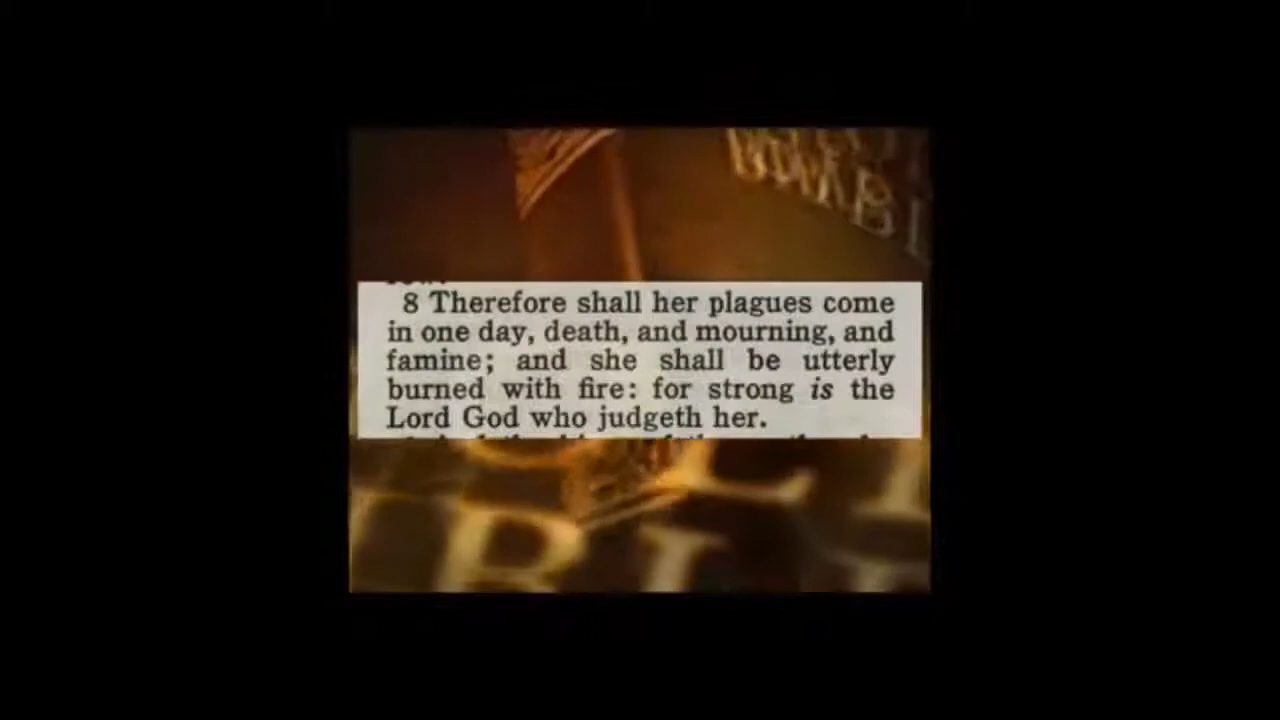 8 Therefore shall her plagues come
in one day, death, and mourning, and
famine; and she shall be utterly
burned with fire: for strong is the
Lord God who judgeth her.